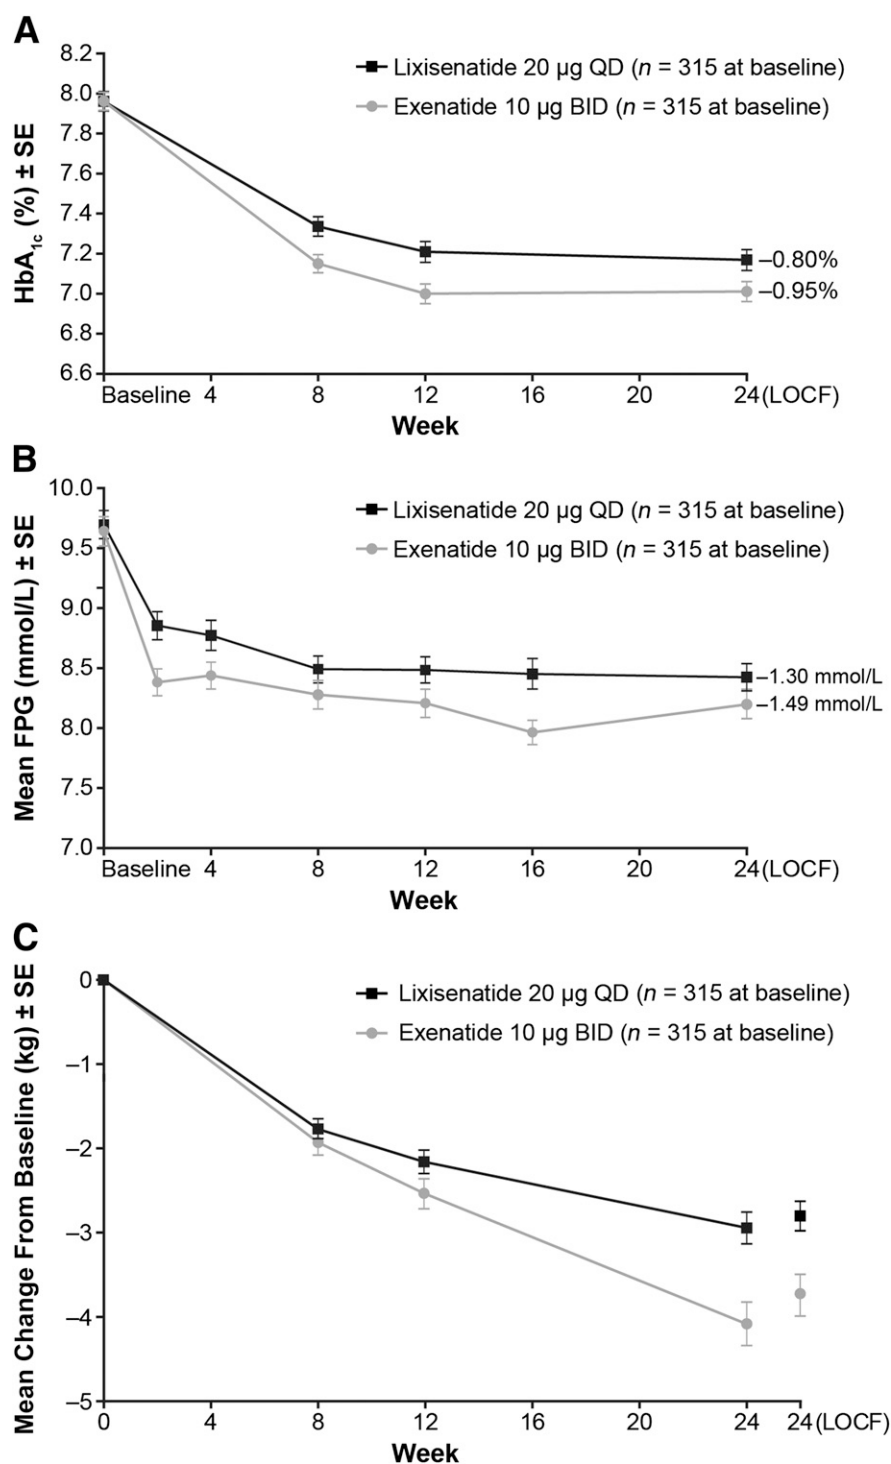 A
HbA1c (%) ± SE
8.2
8.0
7.8
7.6
7.4
7.2
7.0
6.8
6.6
Lixisenatide 20 µg QD (n = 315 at baseline)
Exenatide 10 µg BID (n = 315 at baseline)
–0.80%
–0.95%
Baseline 4 8 12 16 20 24 (LOCF)
Week
B
Mean FPG (mmol/L) ± SE
10.0
9.5
9.0
8.5
8.0
7.5
7.0
Lixisenatide 20 µg QD (n = 315 at baseline)
Exenatide 10 µg BID (n = 315 at baseline)
–1.30 mmol/L
–1.49 mmol/L
Baseline 4 8 12 16 20 24 (LOCF)
Week
C
Mean Change From Baseline (kg) ± SE
0
–1
–2
–3
–4
–5
Lixisenatide 20 µg QD (n = 315 at baseline)
Exenatide 10 µg BID (n = 315 at baseline)
0 4 8 12 16 20 24 24 (LOCF)
Week